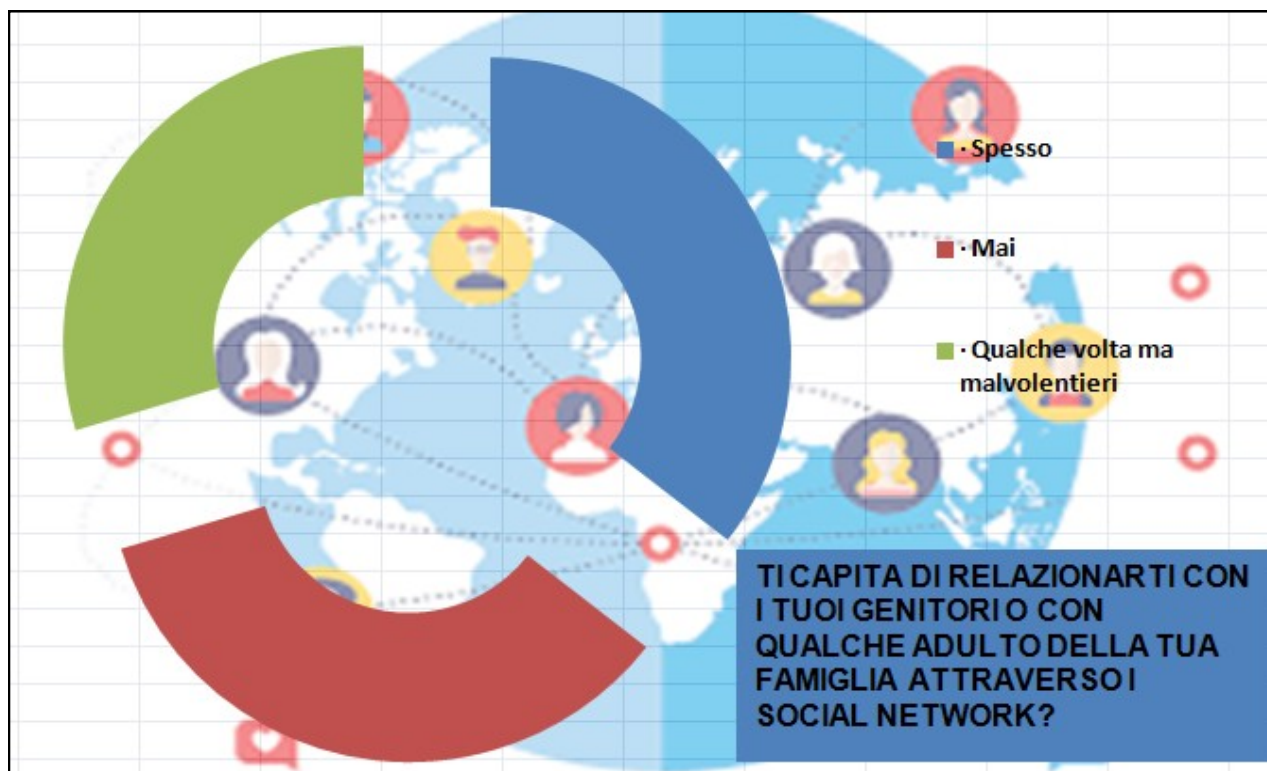 · Spesso
· Mai
· Qualche volta ma
malvolentieri
TI CAPITA DI RELAZIONARTI CON
I TUOI GENITORI O CON
QUALCHE ADULTO DELLA TUA
FAMIGLIA ATTRAVERSO I
SOCIAL NETWORK?